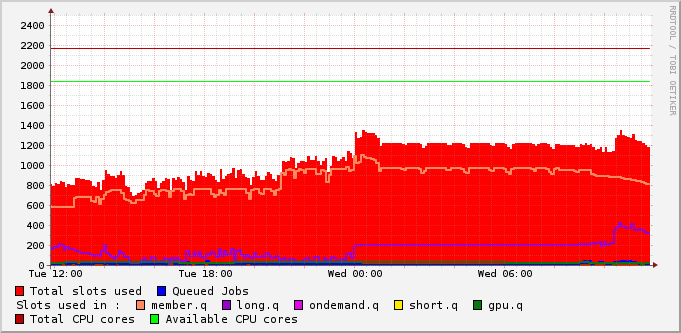 2400
2200
2000
1800
1600
1400
1200
1000
800
600
400
200
0
Tue 12:00 Tue 18:00 Wed 00:00 Wed 06:00
RRDTOOL / TOBI OETIKER
Total slots used Queued Jobs
Slots used in : member.q long.q ondemand.q short.q gpu.q
Total CPU cores Available CPU cores